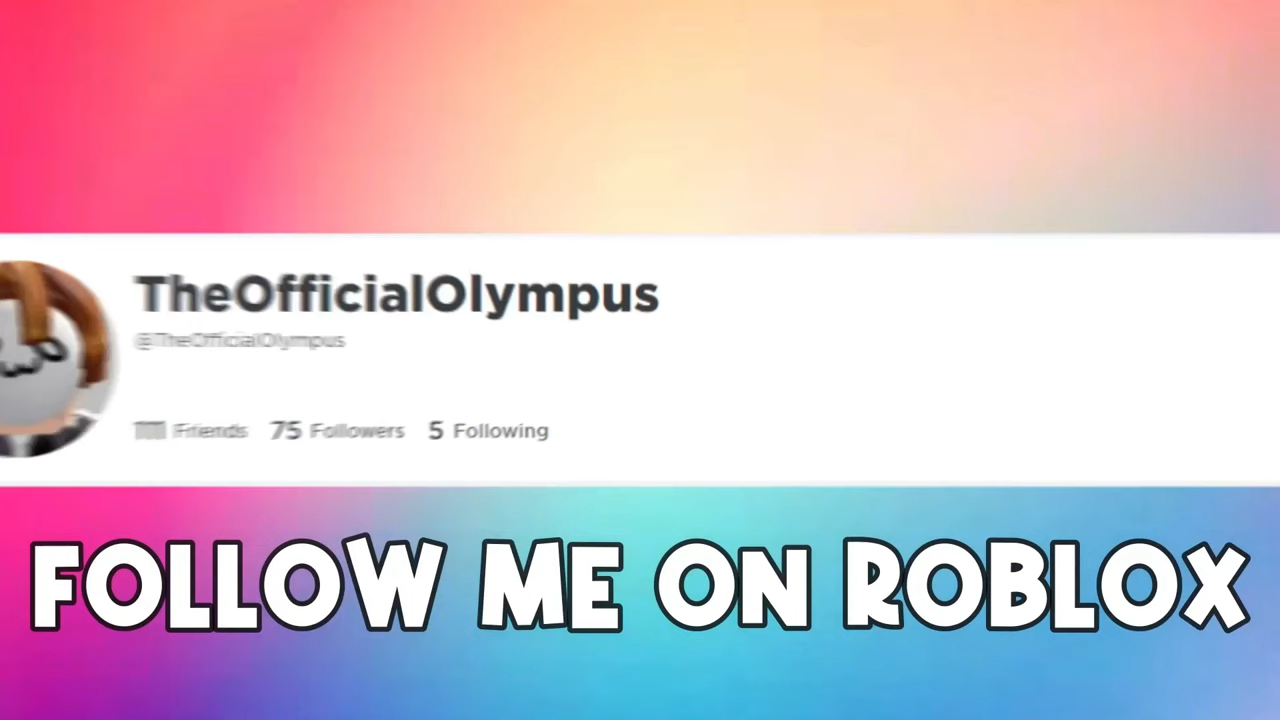 TheOfficialOlympus
@TheOfficialOlympus
Friends 75 Followers 5 Following
FOLLOW ME ON ROBLOX